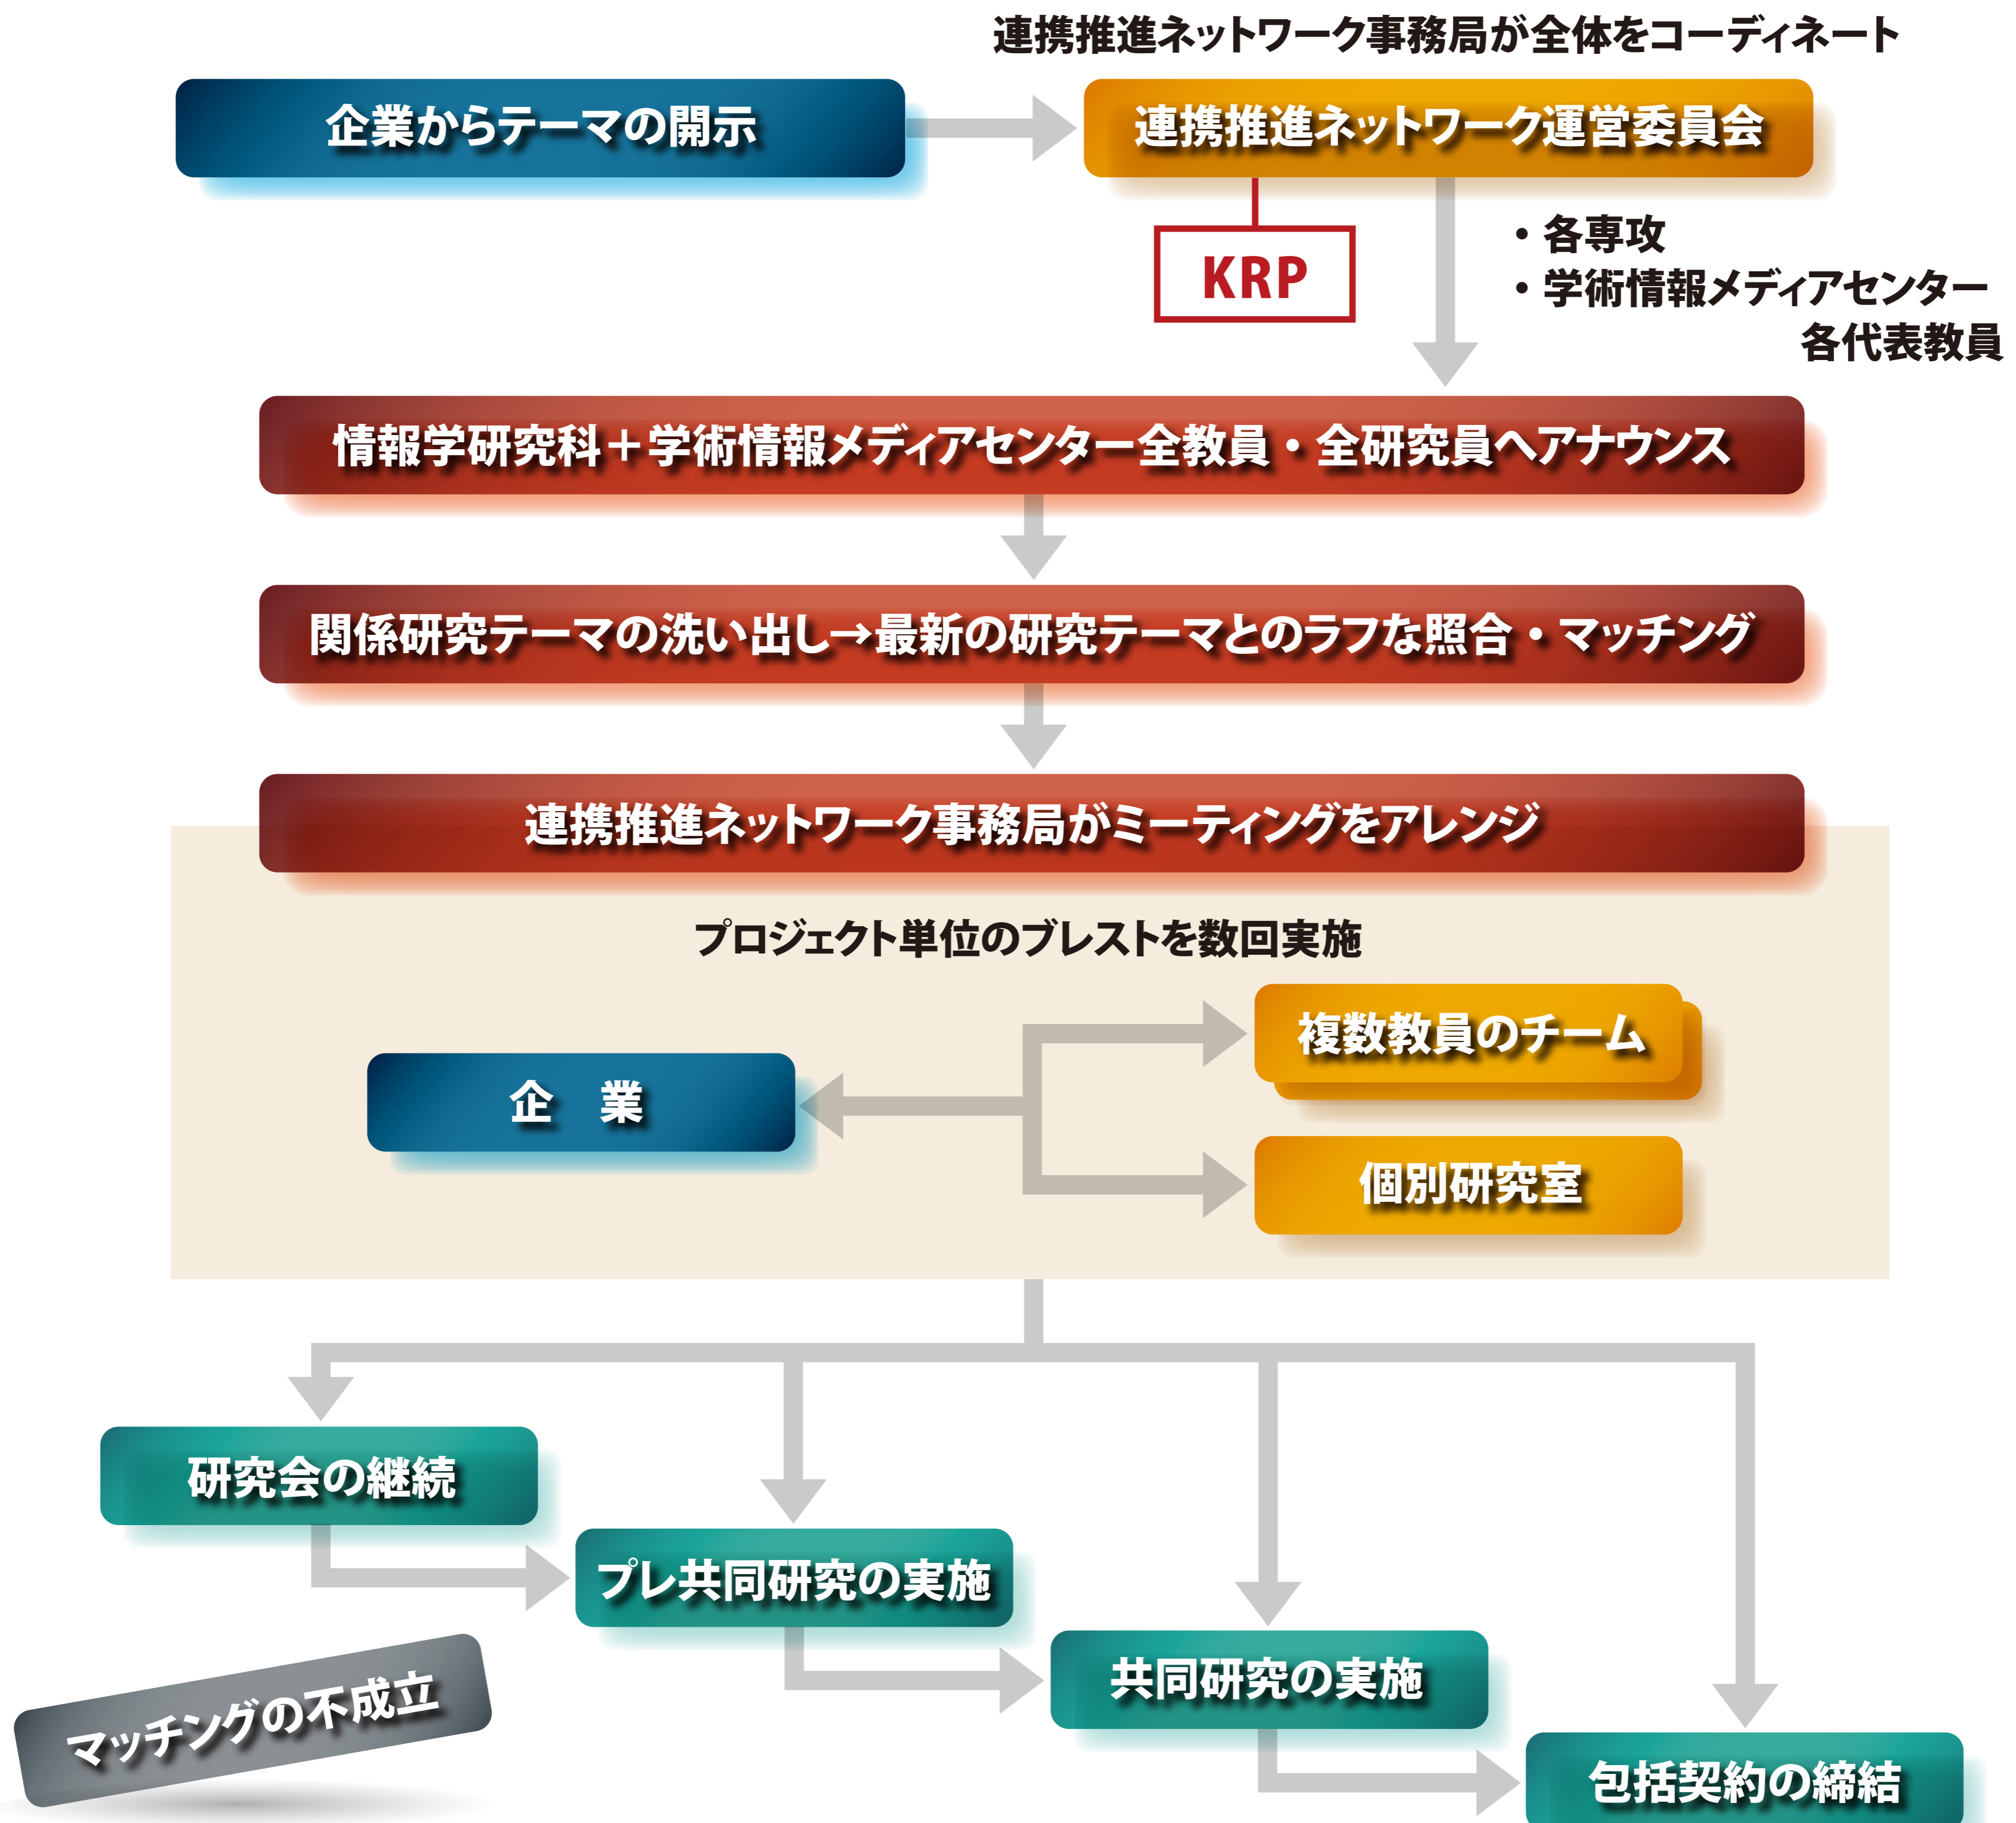 連携推進ネットワーク事務局が全体をコーディネート
企業からテーマの開示
連携推進ネットワーク運営委員会
KRP
・各専攻
・学術情報メディアセンター
各代表教員
情報学研究科＋学術情報メディアセンター全教員・全研究員へアナウンス
関係研究テーマの洗い出し→最新の研究テーマとのラフな照合・マッチング
連携推進ネットワーク事務局がミーティングをアレンジ
プロジェクト単位のブレストを数回実施
複数教員のチーム
企　業
個別研究室
研究会の継続
プレ共同研究の実施
共同研究の実施
マッチングの不成立
包括契約の締結